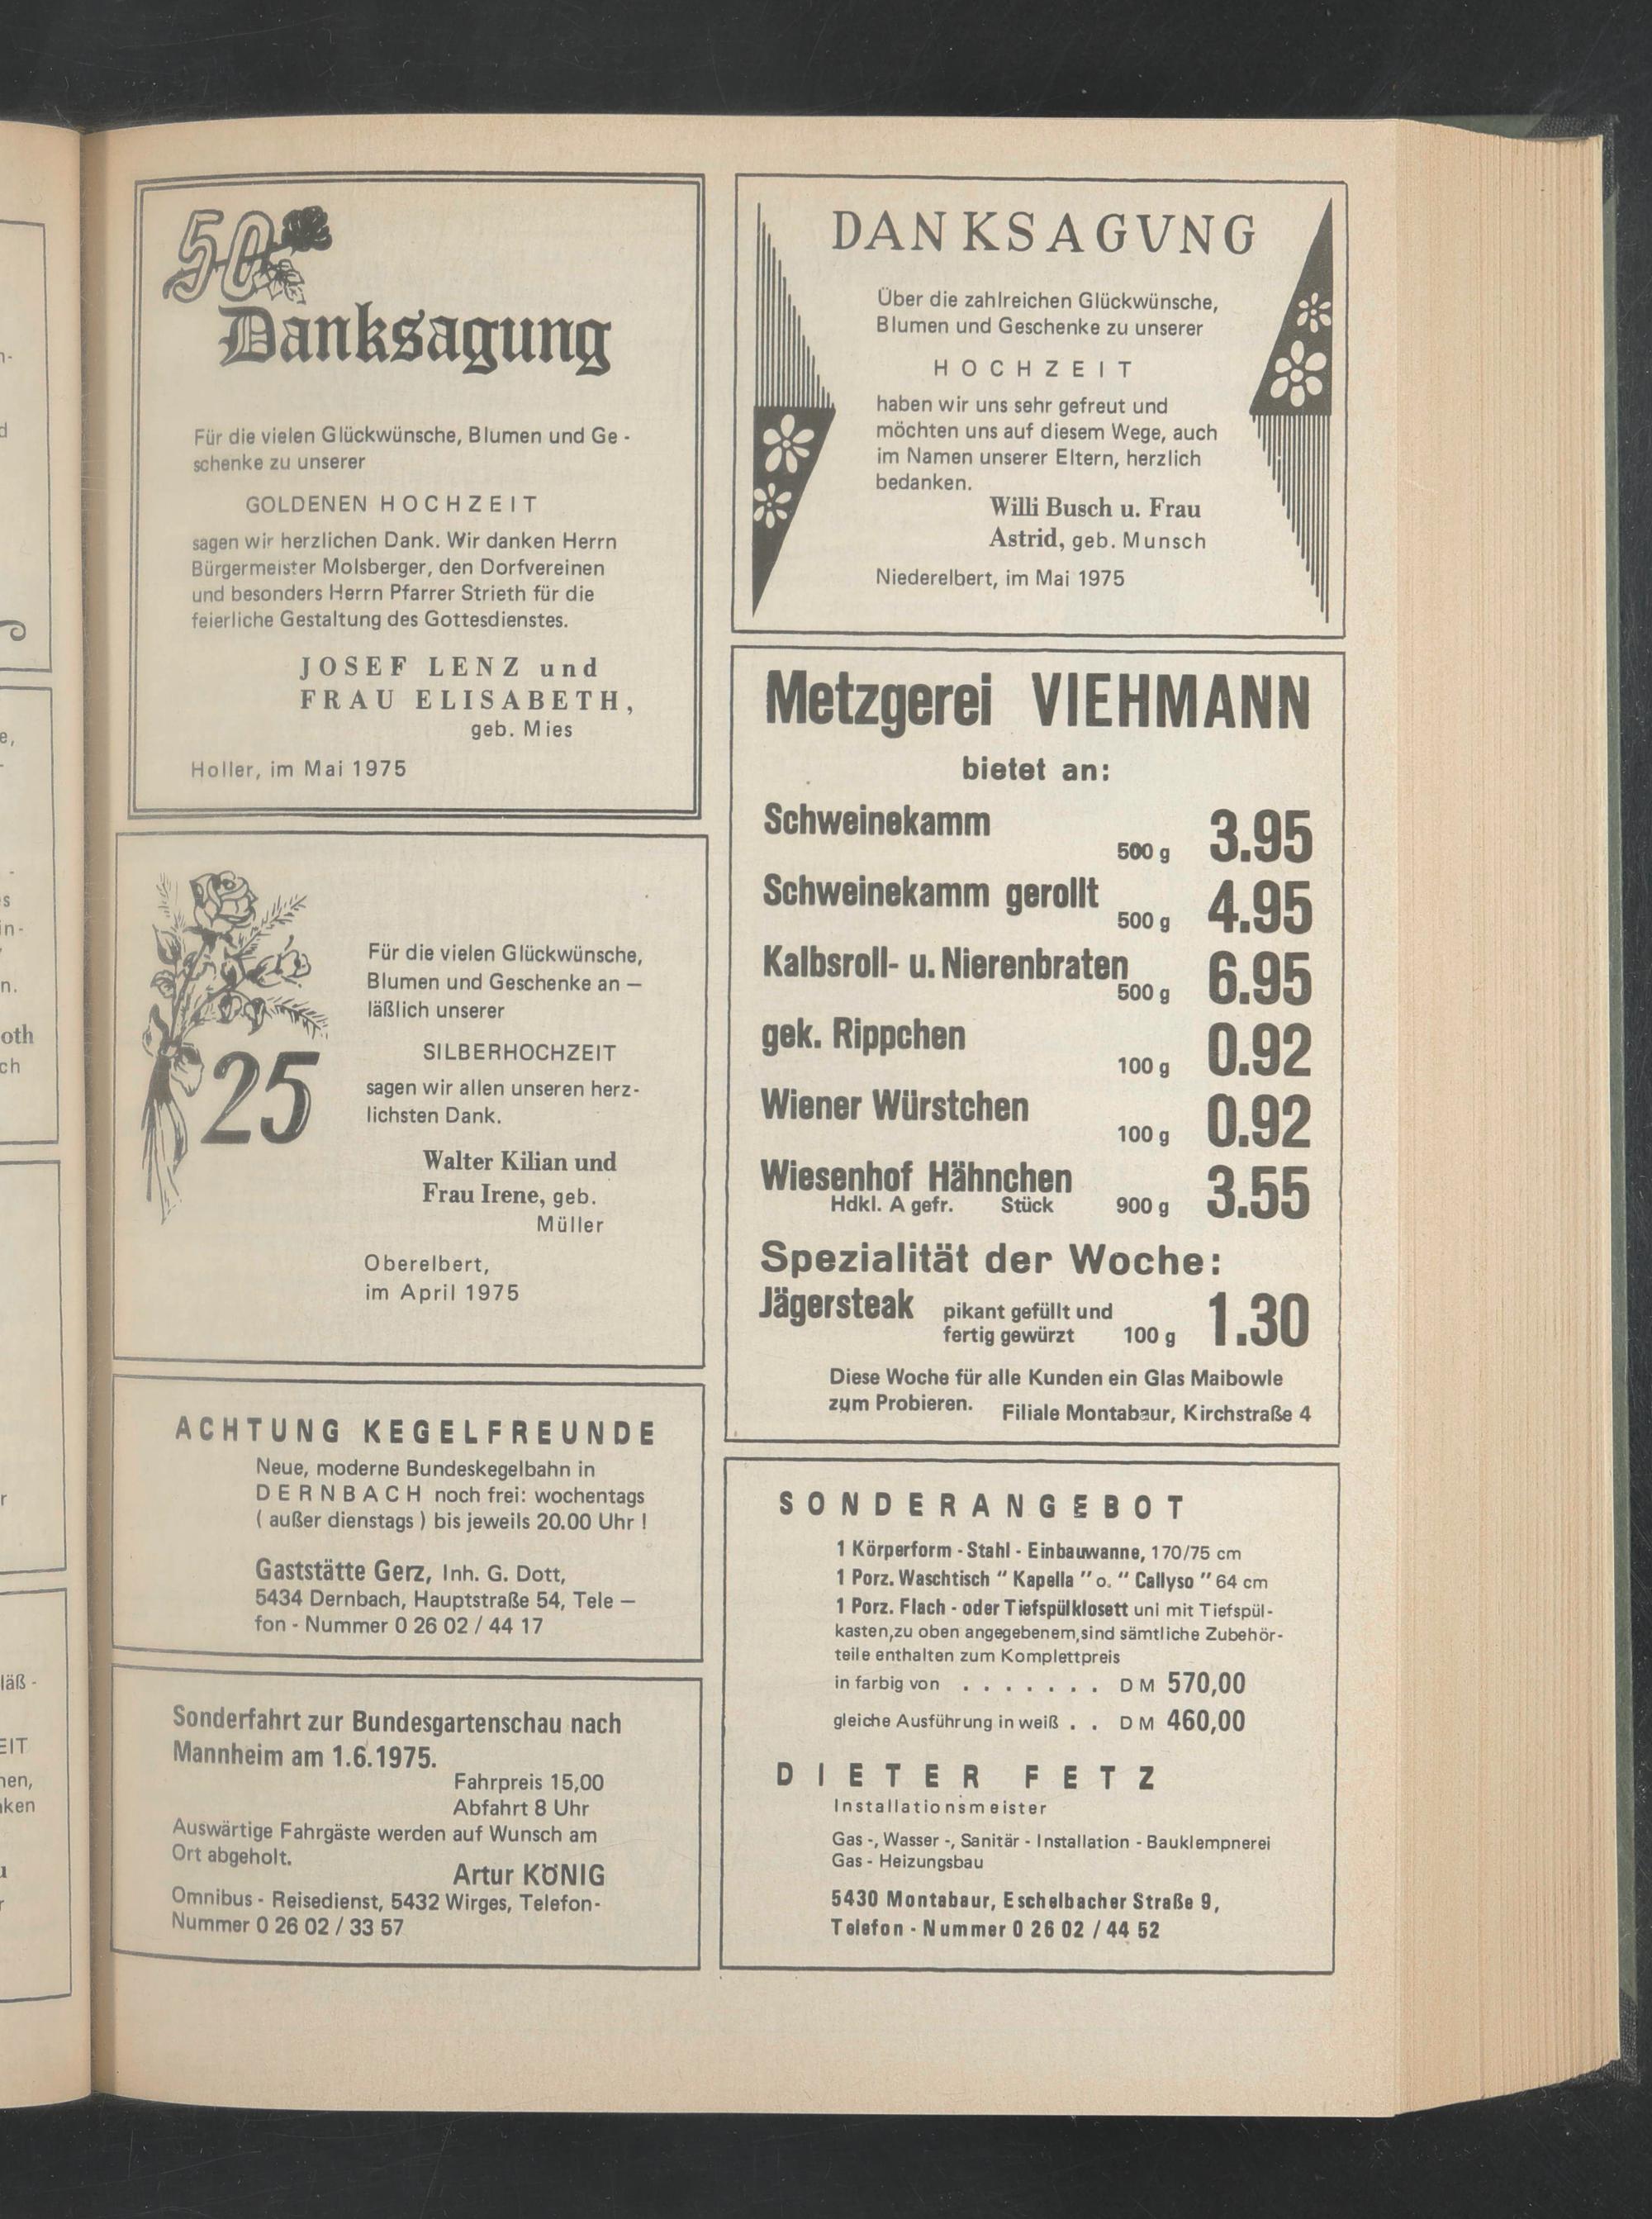 50
Danksagung
Für die vielen Glückwünsche, Blumen und Ge -
schenke zu unserer
GOLDENEN HOCHZEIT
sagen wir herzlichen Dank. Wir danken Herrn
Bürgermeister Molsberger, den Dorfvereinen
und besonders Herrn Pfarrer Strieth für die
feierliche Gestaltung des Gottesdienstes.
JOSEF LENZ und
FRAU ELISABETH,
geb. Mies
Holler, im Mai 1975
25
Für die vielen Glückwünsche,
Blumen und Geschenke an –
läßlich unserer
SILBERHOCHZEIT
sagen wir allen unseren herz-
lichsten Dank.
Walter Kilian und
Frau Irene, geb.
Müller
Oberelbert,
im April 1975
ACHTUNG KEGELFREUNDE
Neue, moderne Bundeskegelbahn in
DERNBACH noch frei: wochentags
( außer dienstags ) bis jeweils 20.00 Uhr !
Gaststätte Gerz, Inh. G. Dott,
5434 Dernbach, Hauptstraße 54, Tele –
fon - Nummer 0 26 02 / 44 17
Sonderfahrt zur Bundesgartenschau nach
Mannheim am 1.6.1975.
Fahrpreis 15,00
Abfahrt 8 Uhr
Auswärtige Fahrgäste werden auf Wunsch am
Ort abgeholt.
Artur KÖNIG
Omnibus - Reisedienst, 5432 Wirges, Telefon-
Nummer 0 26 02 / 33 57
DANKSAGUNG
Über die zahlreichen Glückwünsche,
Blumen und Geschenke zu unserer
HOCHZEIT
haben wir uns sehr gefreut und
möchten uns auf diesem Wege, auch
im Namen unserer Eltern, herzlich
bedanken.
Willi Busch u. Frau
Astrid, geb. Munsch
Niederelbert, im Mai 1975
Metzgerei VIEHMANN
bietet an:
Schweinekamm 500 g 3.95
Schweinekamm gerollt 500 g 4.95
Kalbsroll- u. Nierenbraten 500 g 6.95
gek. Rippchen 100 g 0.92
Wiener Würstchen 100 g 0.92
Wiesenhof Hähnchen
Hdkl. A gefr. Stück 900 g 3.55
Spezialität der Woche:
Jägersteak pikant gefüllt und
fertig gewürzt 100 g 1.30
Diese Woche für alle Kunden ein Glas Maibowle
zum Probieren. Filiale Montabaur, Kirchstraße 4
SONDERANGEBOT
1 Körperform - Stahl - Einbauwanne, 170/75 cm
1 Porz. Waschtisch " Kapella " o. " Callyso " 64 cm
1 Porz. Flach - oder Tiefspülklosett uni mit Tiefspül-
kasten,zu oben angegebenem,sind sämtliche Zubehör-
teile enthalten zum Komplettpreis
in farbig von . . . . . . . DM 570,00
gleiche Ausführung in weiß . . DM 460,00
DIETER FETZ
Installationsmeister
Gas -, Wasser -, Sanitär - Installation - Bauklempnerei
Gas - Heizungsbau
5430 Montabaur, Eschelbacher Straße 9,
Telefon - Nummer 0 26 02 / 44 52